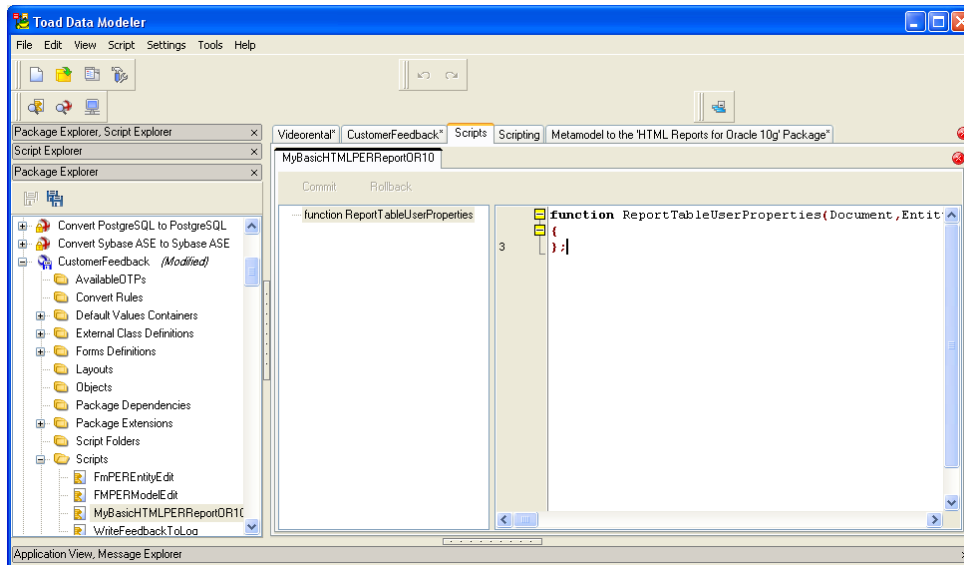 Toad Data Modeler
File Edit View Script Settings Tools Help
Package Explorer, Script Explorer
Script Explorer
Package Explorer
Convert PostgreSQL to PostgreSQL
Convert Sybase ASE to Sybase ASE
CustomerFeedback (Modified)
AvailableOTPs
Convert Rules
Default Values Containers
External Class Definitions
Forms Definitions
Layouts
Objects
Package Dependencies
Package Extensions
Script Folders
Scripts
FmPEREntityEdit
FMPERModelEdit
MyBasicHTMLPERReportOR10
WriteFeedbackToLog
Videorental* CustomerFeedback* Scripts Scripting Metamodel to the 'HTML Reports for Oracle 10g' Package*
MyBasicHTMLPERReportOR10
Commit Rollback
function ReportTableUserProperties
function ReportTableUserProperties(Document,Entit
{
3 };
Application View, Message Explorer